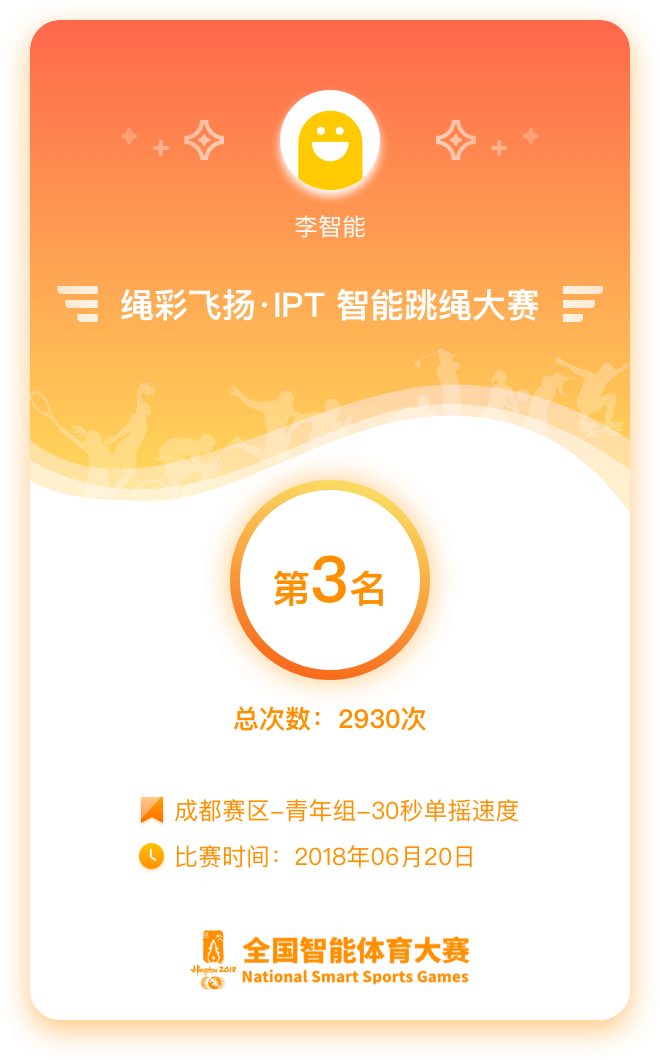 李智能
绳彩飞扬·IPT 智能跳绳大赛
第3名
总次数：2930次
成都赛区-青年组-30秒单摇速度
比赛时间：2018年06月20日
全国智能体育大赛
Hangzhou 2018
National Smart Sports Games